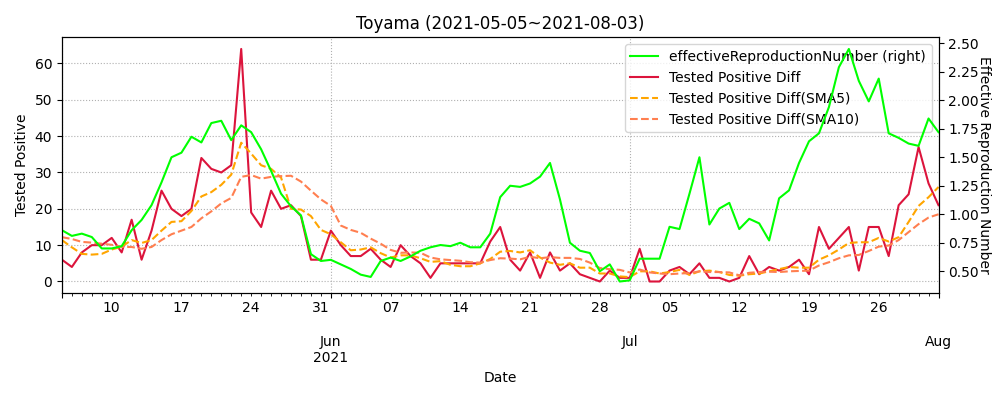 Toyama (2021-05-05~2021-08-03)
effectiveReproductionNumber (right)
Tested Positive Diff
Tested Positive Diff(SMA5)
Tested Positive Diff(SMA10)
Tested Positive
60
50
40
30
20
10
0
Effective Reproduction Number
2.50
2.25
2.00
1.75
1.50
1.25
1.00
0.75
0.50
10 17 24 31 07 14 21 28 05 12 19 26
Jun Jul Aug
2021
Date